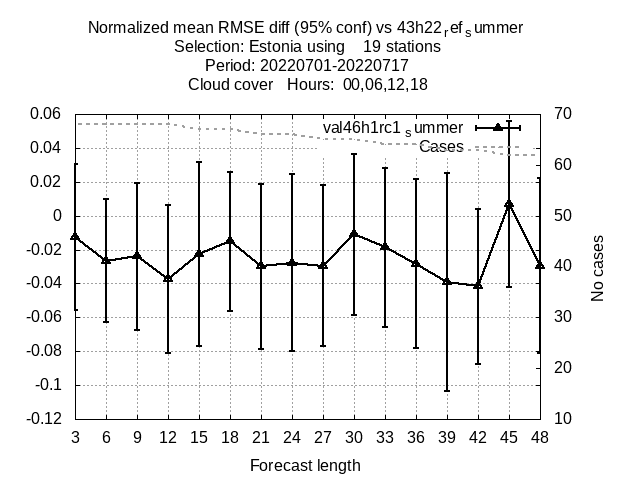 Normalized mean RMSE diff (95% conf) vs 43h22refsummer
Selection: Estonia using    19 stations
Period: 20220701-20220717
Cloud cover   Hours:  00,06,12,18
val46h1rc1summer
Cases
0.06
0.04
0.02
0
-0.02
-0.04
-0.06
-0.08
-0.1
-0.12
70
60
50
40
30
20
10
No cases
3 6 9 12 15 18 21 24 27 30 33 36 39 42 45 48
Forecast length